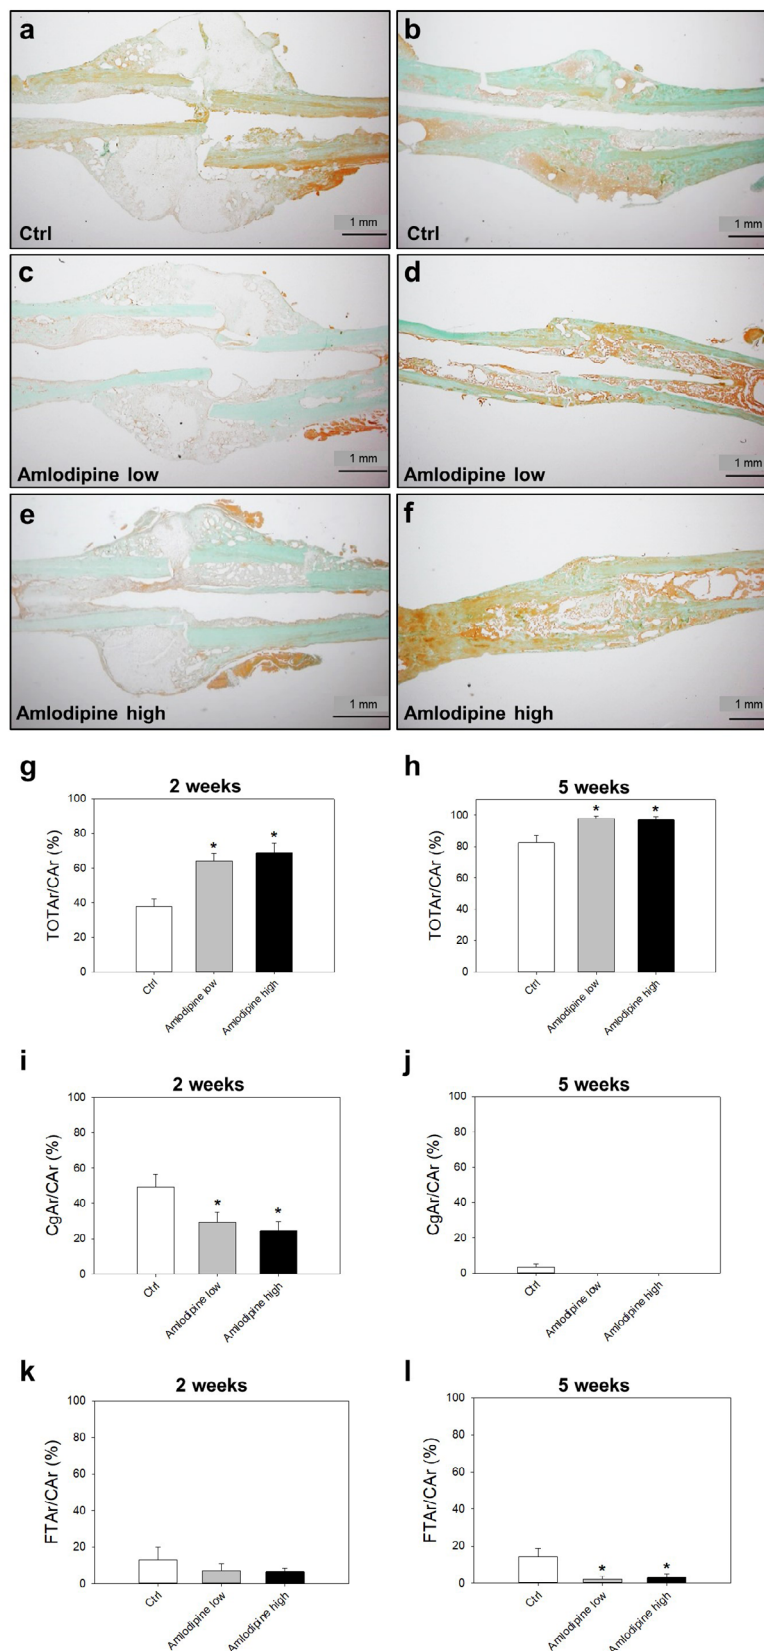 a
b
1 mm
1 mm
Ctrl
Ctrl
c
d
1 mm
1 mm
Amlodipine low
Amlodipine low
e
f
1 mm
1 mm
Amlodipine high
Amlodipine high
g
h
2 weeks
5 weeks
TOTAr/CAr (%)
100
80
60
40
20
0
* *
Ctrl
Amlodipine low
Amlodipine high
TOTAr/CAr (%)
100
80
60
40
20
0
* *
Ctrl
Amlodipine low
Amlodipine high
i
j
2 weeks
5 weeks
CgAr/CAr (%)
100
80
60
40
20
0
* *
Ctrl
Amlodipine low
Amlodipine high
CgAr/CAr (%)
100
80
60
40
20
0
Ctrl
Amlodipine low
Amlodipine high
k
l
2 weeks
5 weeks
FTAr/CAr (%)
100
80
60
40
20
0
Ctrl
Amlodipine low
Amlodipine high
FTAr/CAr (%)
100
80
60
40
20
0
* *
Ctrl
Amlodipine low
Amlodipine high